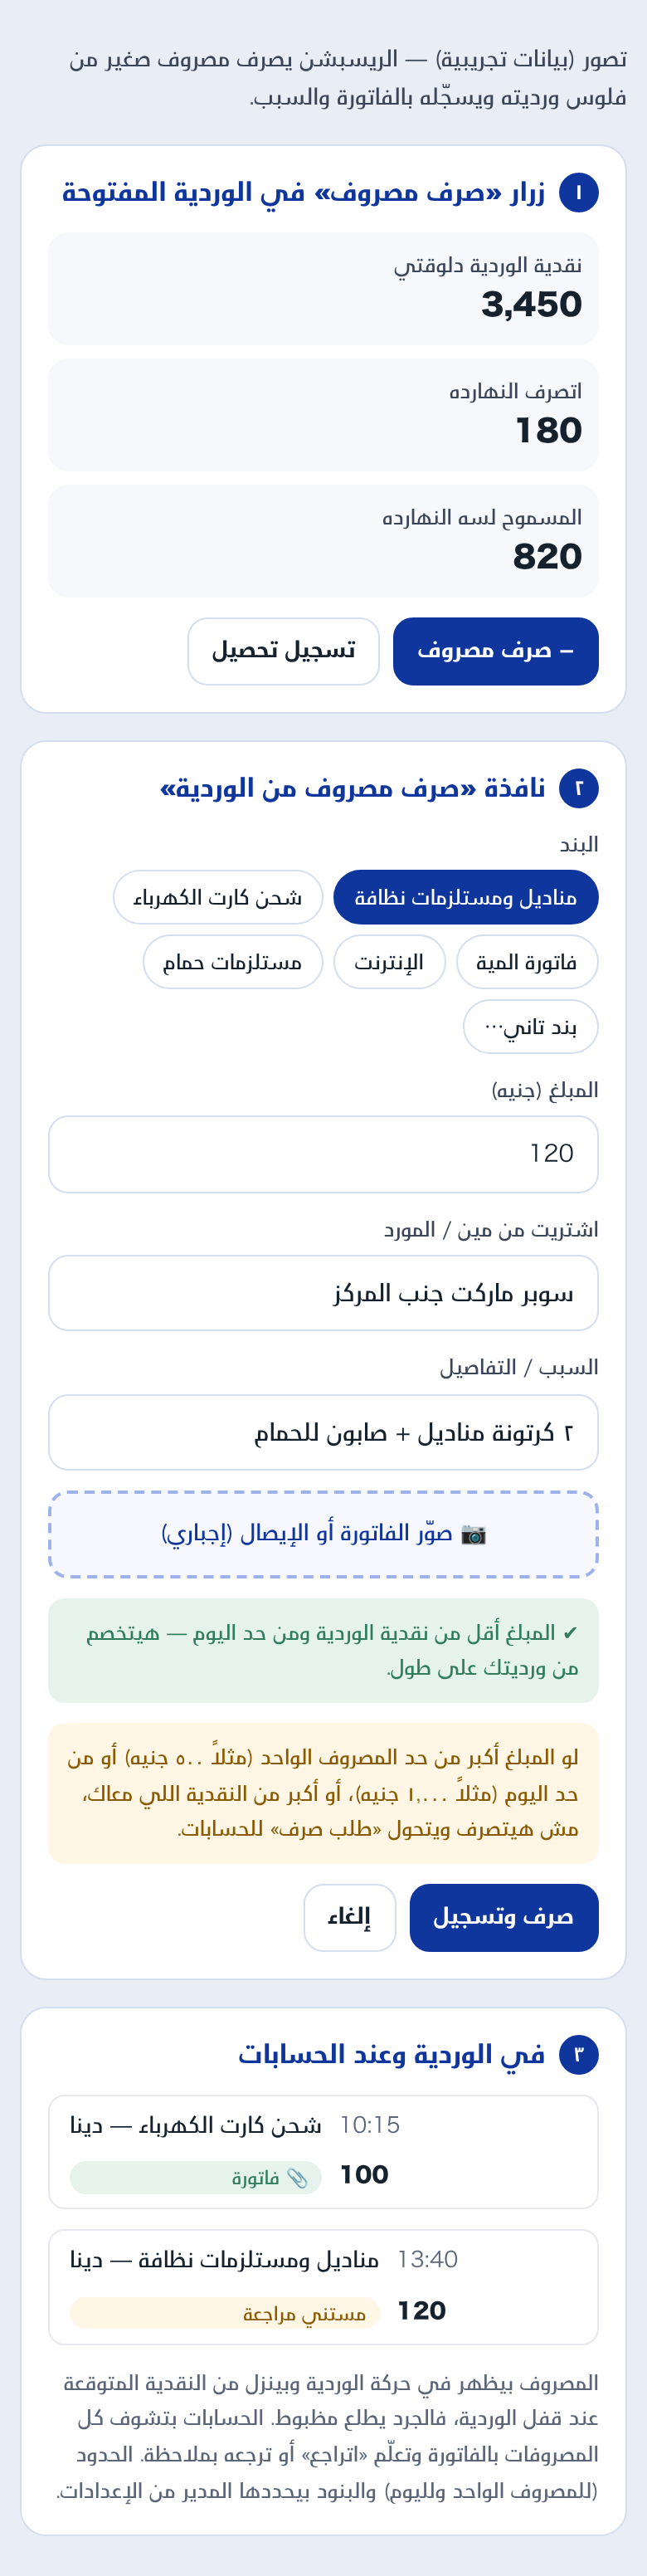 تصور (بيانات تجريبية) — الريسبشن يصرف مصروف صغير من
فلوس ورديته ويسجّله بالفاتورة والسبب.
١ زرار «صرف مصروف» في الوردية المفتوحة
نقدية الوردية دلوقتي
3,450
اتصرف النهارده
180
المسموح لسه النهارده
820
− صرف مصروف
تسجيل تحصيل
٢ نافذة «صرف مصروف من الوردية»
البند
مناديل ومستلزمات نظافة
شحن كارت الكهرباء
فاتورة المية
الإنترنت
مستلزمات حمام
بند تاني…
المبلغ (جنيه)
120
اشتريت من مين / المورد
سوبر ماركت جنب المركز
السبب / التفاصيل
٢ كرتونة مناديل + صابون للحمام
📷 صوّر الفاتورة أو الإيصال (إجباري)
✔ المبلغ أقل من نقدية الوردية ومن حد اليوم — هيتخصم
من ورديتك على طول.
لو المبلغ أكبر من حد المصروف الواحد (مثلاً ٥٠٠ جنيه) أو من
حد اليوم (مثلاً ١,٠٠٠ جنيه)، أو أكبر من النقدية اللي معاك،
مش هيتصرف ويتحول «طلب صرف» للحسابات.
صرف وتسجيل
إلغاء
٣ في الوردية وعند الحسابات
10:15 شحن كارت الكهرباء — دينا
100 📎 فاتورة
13:40 مناديل ومستلزمات نظافة — دينا
120 مستني مراجعة
المصروف بيظهر في حركة الوردية وبينزل من النقدية المتوقعة
عند قفل الوردية، فالجرد يطلع مظبوط. الحسابات بتشوف كل
المصروفات بالفاتورة وتعلّم «اتراجع» أو ترجعه بملاحظة. الحدود
(للمصروف الواحد ولليوم) والبنود بيحددها المدير من الإعدادات.